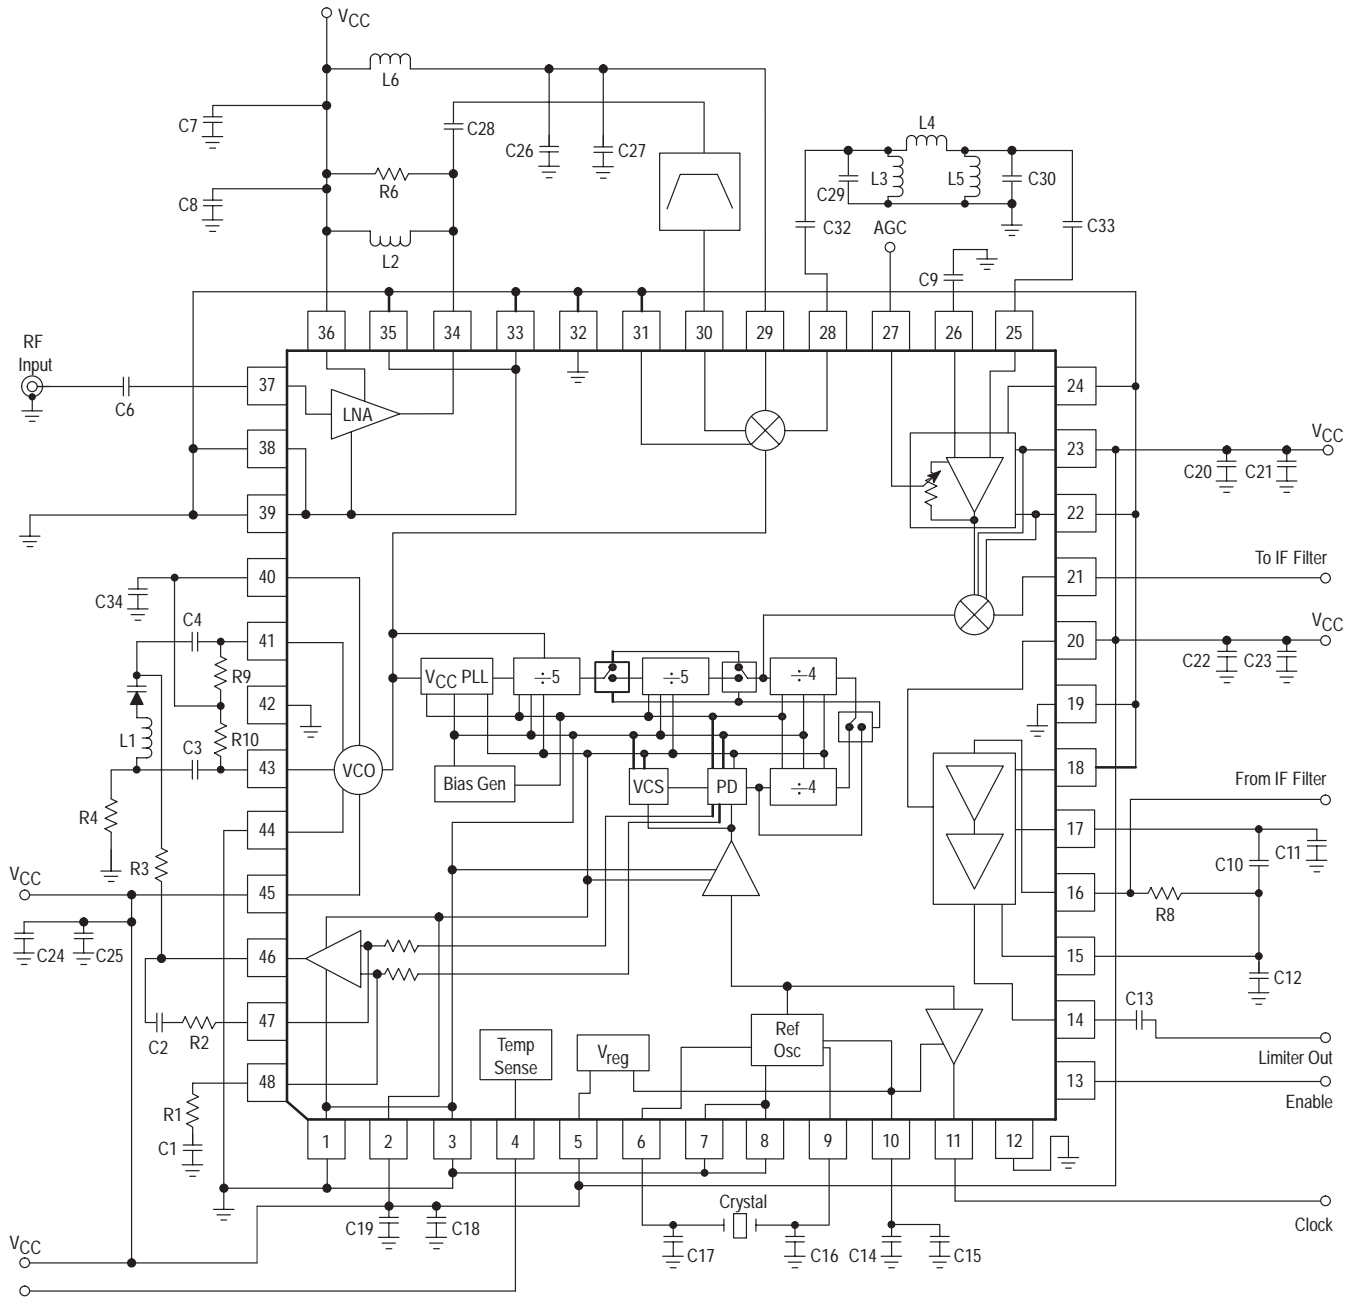 VCC
L6
C7
C28
C26
C27
L4
L3
L5
C29
C30
R6
C8
C32
AGC
C33
L2
C9
36
35
34
33
32
31
30
29
28
27
26
25
RF
Input
C6
37
LNA
24
38
23
VCC
C20
C21
39
22
To IF Filter
40
21
C34
C4
41
20
VCC
C22
C23
R9
VCC PLL
÷5
÷5
÷4
42
19
L1
C3
R10
43
VCO
Bias Gen
VCS
PD
÷4
18
From IF Filter
R4
44
17
C10
C11
R3
VCC
45
16
R8
C24
C25
46
15
C12
C2
R2
47
Temp
Sense
Vreg
Ref
Osc
14
C13
Limiter Out
48
13
Enable
R1
C1
1
2
3
4
5
6
7
8
9
10
11
12
C19
C18
Crystal
C17
C16
C14
C15
Clock
VCC